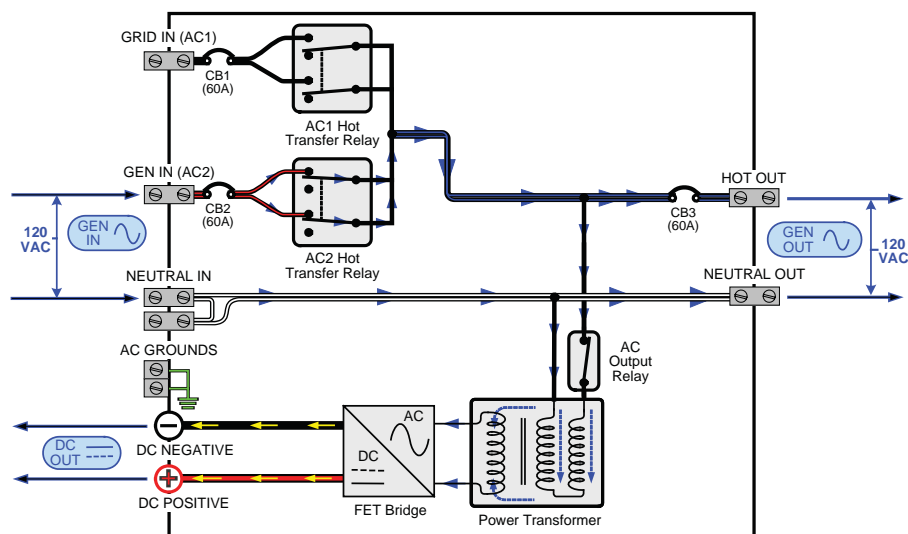 GRID IN (AC1)
CB1
(60A)
AC1 Hot
Transfer Relay
GEN IN (AC2)
CB2
(60A)
AC2 Hot
Transfer Relay
120
VAC
GEN
IN
NEUTRAL IN
AC GROUNDS
HOT OUT
CB3
(60A)
GEN
OUT
120
VAC
NEUTRAL OUT
AC
Output
Relay
DC
OUT
DC NEGATIVE
DC POSITIVE
AC
DC
FET Bridge
Power Transformer